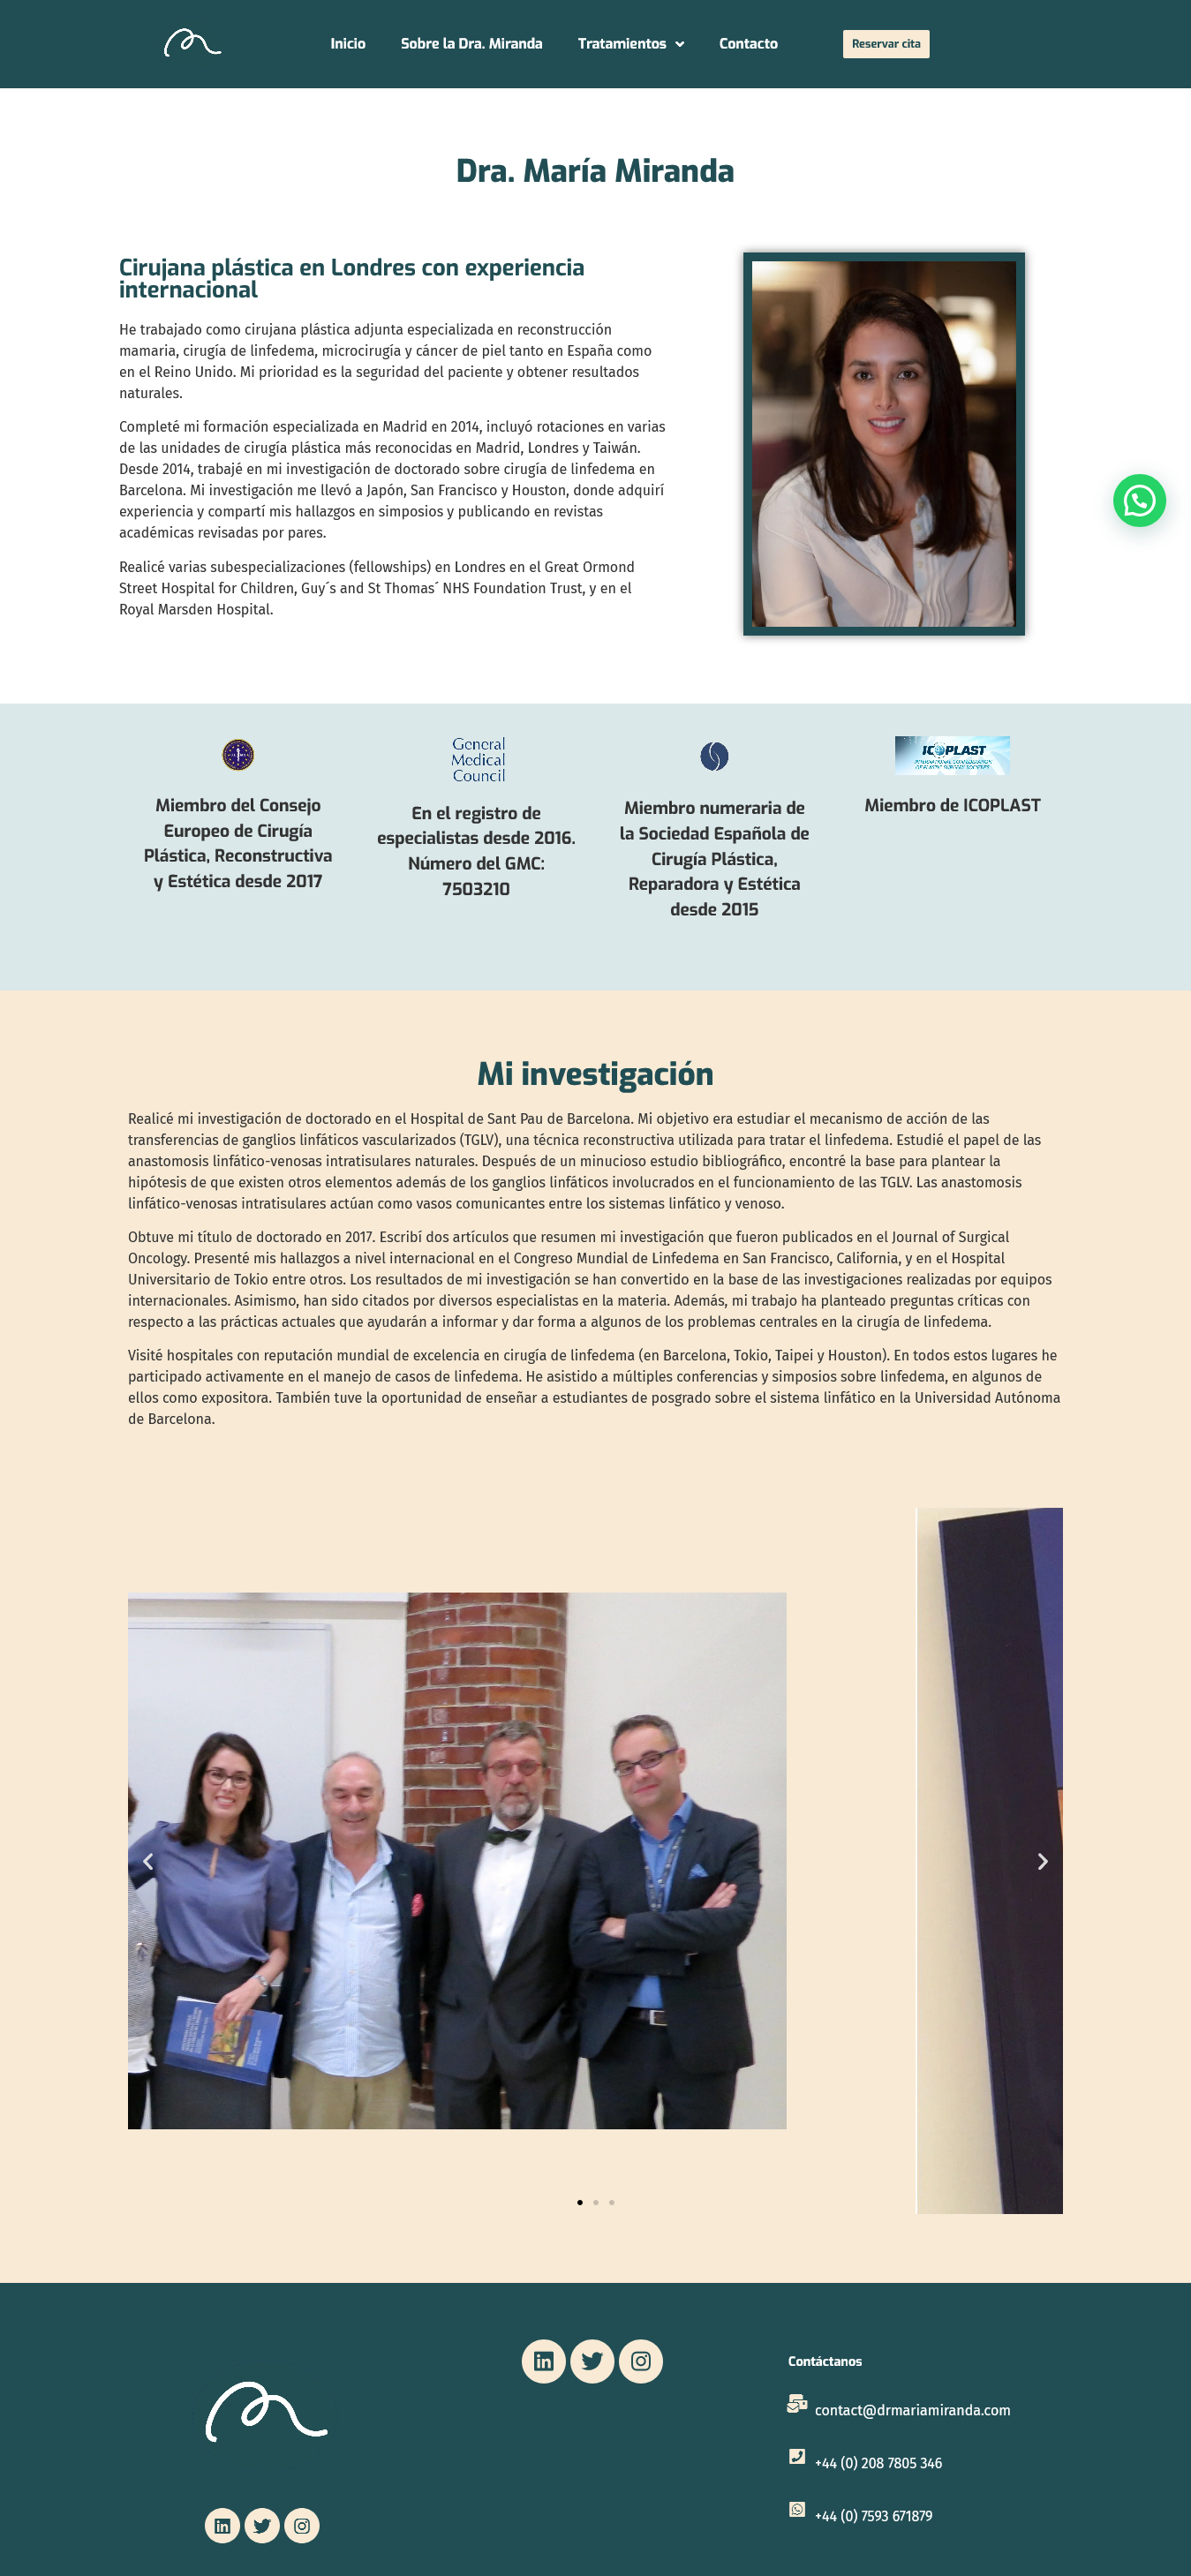 Inicio
Sobre la Dra. Miranda
Tratamientos
Contacto
Reservar cita
Dra. María Miranda
Cirujana plástica en Londres con experiencia
internacional
He trabajado como cirujana plástica adjunta especializada en reconstrucción
mamaria, cirugía de linfedema, microcirugía y cáncer de piel tanto en España como
en el Reino Unido. Mi prioridad es la seguridad del paciente y obtener resultados
naturales.
Completé mi formación especializada en Madrid en 2014, incluyó rotaciones en varias
de las unidades de cirugía plástica más reconocidas en Madrid, Londres y Taiwán.
Desde 2014, trabajé en mi investigación de doctorado sobre cirugía de linfedema en
Barcelona. Mi investigación me llevó a Japón, San Francisco y Houston, donde adquirí
experiencia y compartí mis hallazgos en simposios y publicando en revistas
académicas revisadas por pares.
Realicé varias subespecializaciones (fellowships) en Londres en el Great Ormond
Street Hospital for Children, Guy´s and St Thomas´ NHS Foundation Trust, y en el
Royal Marsden Hospital.
Miembro del Consejo
Europeo de Cirugía
Plástica, Reconstructiva
y Estética desde 2017
General
Medical
Council
En el registro de
especialistas desde 2016.
Número del GMC:
7503210
Miembro numeraria de
la Sociedad Española de
Cirugía Plástica,
Reparadora y Estética
desde 2015
ICOPLAST
INTERNATIONAL CONFEDERATION
OF PLASTIC SURGERY SOCIETIES
Miembro de ICOPLAST
Mi investigación
Realicé mi investigación de doctorado en el Hospital de Sant Pau de Barcelona. Mi objetivo era estudiar el mecanismo de acción de las
transferencias de ganglios linfáticos vascularizados (TGLV), una técnica reconstructiva utilizada para tratar el linfedema. Estudié el papel de las
anastomosis linfático-venosas intratisulares naturales. Después de un minucioso estudio bibliográfico, encontré la base para plantear la
hipótesis de que existen otros elementos además de los ganglios linfáticos involucrados en el funcionamiento de las TGLV. Las anastomosis
linfático-venosas intratisulares actúan como vasos comunicantes entre los sistemas linfático y venoso.
Obtuve mi título de doctorado en 2017. Escribí dos artículos que resumen mi investigación que fueron publicados en el Journal of Surgical
Oncology. Presenté mis hallazgos a nivel internacional en el Congreso Mundial de Linfedema en San Francisco, California, y en el Hospital
Universitario de Tokio entre otros. Los resultados de mi investigación se han convertido en la base de las investigaciones realizadas por equipos
internacionales. Asimismo, han sido citados por diversos especialistas en la materia. Además, mi trabajo ha planteado preguntas críticas con
respecto a las prácticas actuales que ayudarán a informar y dar forma a algunos de los problemas centrales en la cirugía de linfedema.
Visité hospitales con reputación mundial de excelencia en cirugía de linfedema (en Barcelona, Tokio, Taipei y Houston). En todos estos lugares he
participado activamente en el manejo de casos de linfedema. He asistido a múltiples conferencias y simposios sobre linfedema, en algunos de
ellos como expositora. También tuve la oportunidad de enseñar a estudiantes de posgrado sobre el sistema linfático en la Universidad Autónoma
de Barcelona.
Contáctanos
contact@drmariamiranda.com
+44 (0) 208 7805 346
+44 (0) 7593 671879